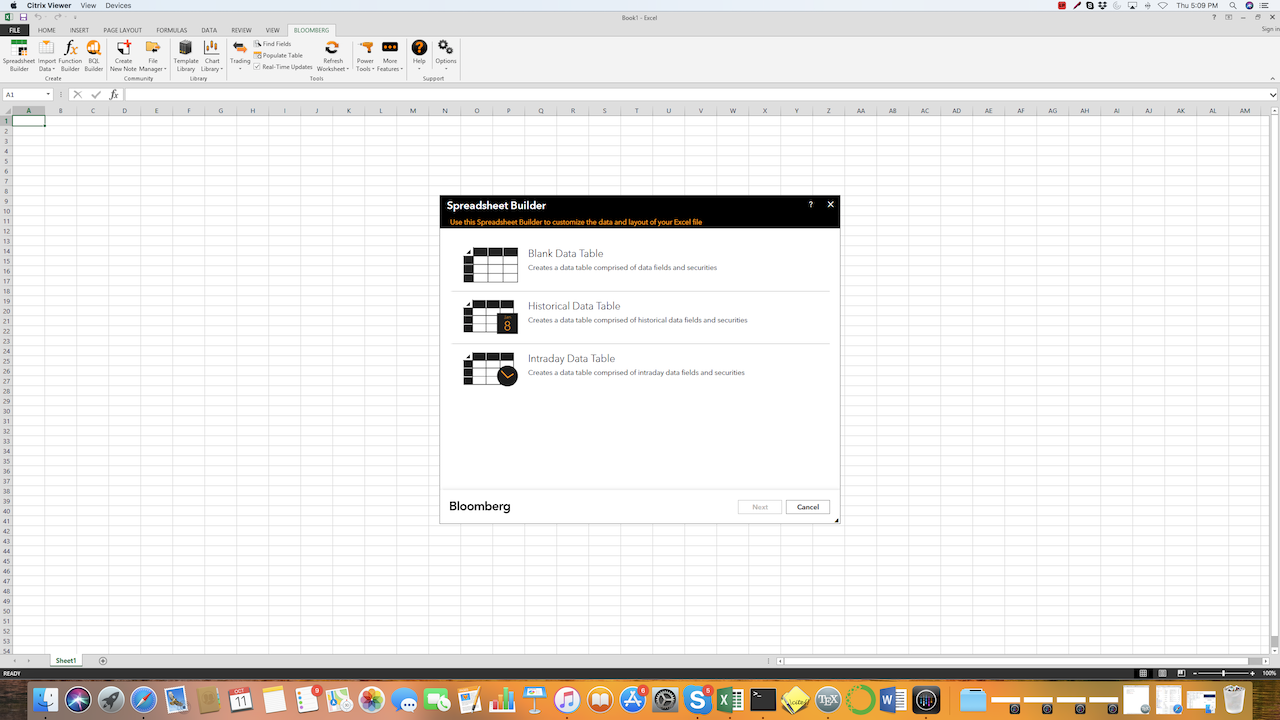 Citrix Viewer View Devices
Thu 5:09 PM
Book1 - Excel
FILE HOME INSERT PAGE LAYOUT FORMULAS DATA REVIEW VIEW BLOOMBERG
Sign in
Spreadsheet Builder
Import Data
Function Builder
BQL Builder
Create
Create New Note
File Manager
Community
Template Library
Chart Library
Library
Trading
Find Fields
Populate Table
Real-Time Updates
Refresh Worksheet
Tools
Power Tools
More Features
Help
Options
Support
A1
fx
A B C D E F G H I J K L M N O P Q R S T U V W X Y Z AA AB AC AD AE AF AG AH AI AJ AK AL AM
1
2
3
4
5
6
7
8
9
10
11
12
13
14
15
16
17
18
19
20
21
22
23
24
25
26
27
28
29
30
31
32
33
34
35
36
37
38
39
40
41
42
43
44
45
46
47
48
49
50
51
52
53
54
Spreadsheet Builder ?
Use this Spreadsheet Builder to customize the data and layout of your Excel file
Blank Data Table
Creates a data table comprised of data fields and securities
Historical Data Table
Creates a data table comprised of historical data fields and securities
8
Intraday Data Table
Creates a data table comprised of intraday data fields and securities
Bloomberg
Next Cancel
Sheet1
READY
100%
OCT
11
TeX